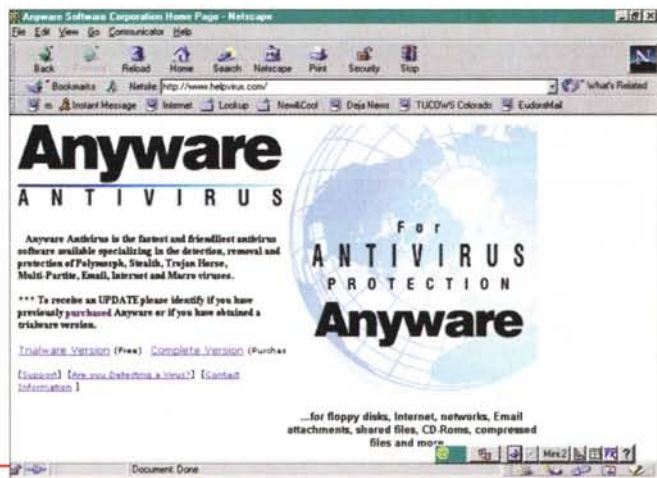 Anyware Software Corporation Home Page - Netscape
File Edit View Go Communicator Help
Back Forward Reload Home Search Netscape Print Security Stop
Bookmarks Netsite: http://www.helpvirus.com/ What's Related
m Instant Message Internet Lookup New&Cool Deja News TUCOWS Colorado EudoraMail
Anyware
ANTIVIRUS
Anyware Antivirus is the fastest and friendliest antivirus
software available specializing in the detection, removal and
protection of Polymorph, Stealth, Trojan Horse,
Multi-Partite, Email, Internet and Macro viruses.
*** To receive an UPDATE please identify if you have
previously purchased Anyware or if you have obtained a
trialware version.
Trialware Version (Free) Complete Version (Purchas
[Support] [Are you Detecting a Virus?] [Contact
Information ]
For
ANTIVIRUS
PROTECTION
Anyware
...for floppy disks, Internet, networks, Email
attachments, shared files, CD-Roms, compressed
files and more
Document: Done